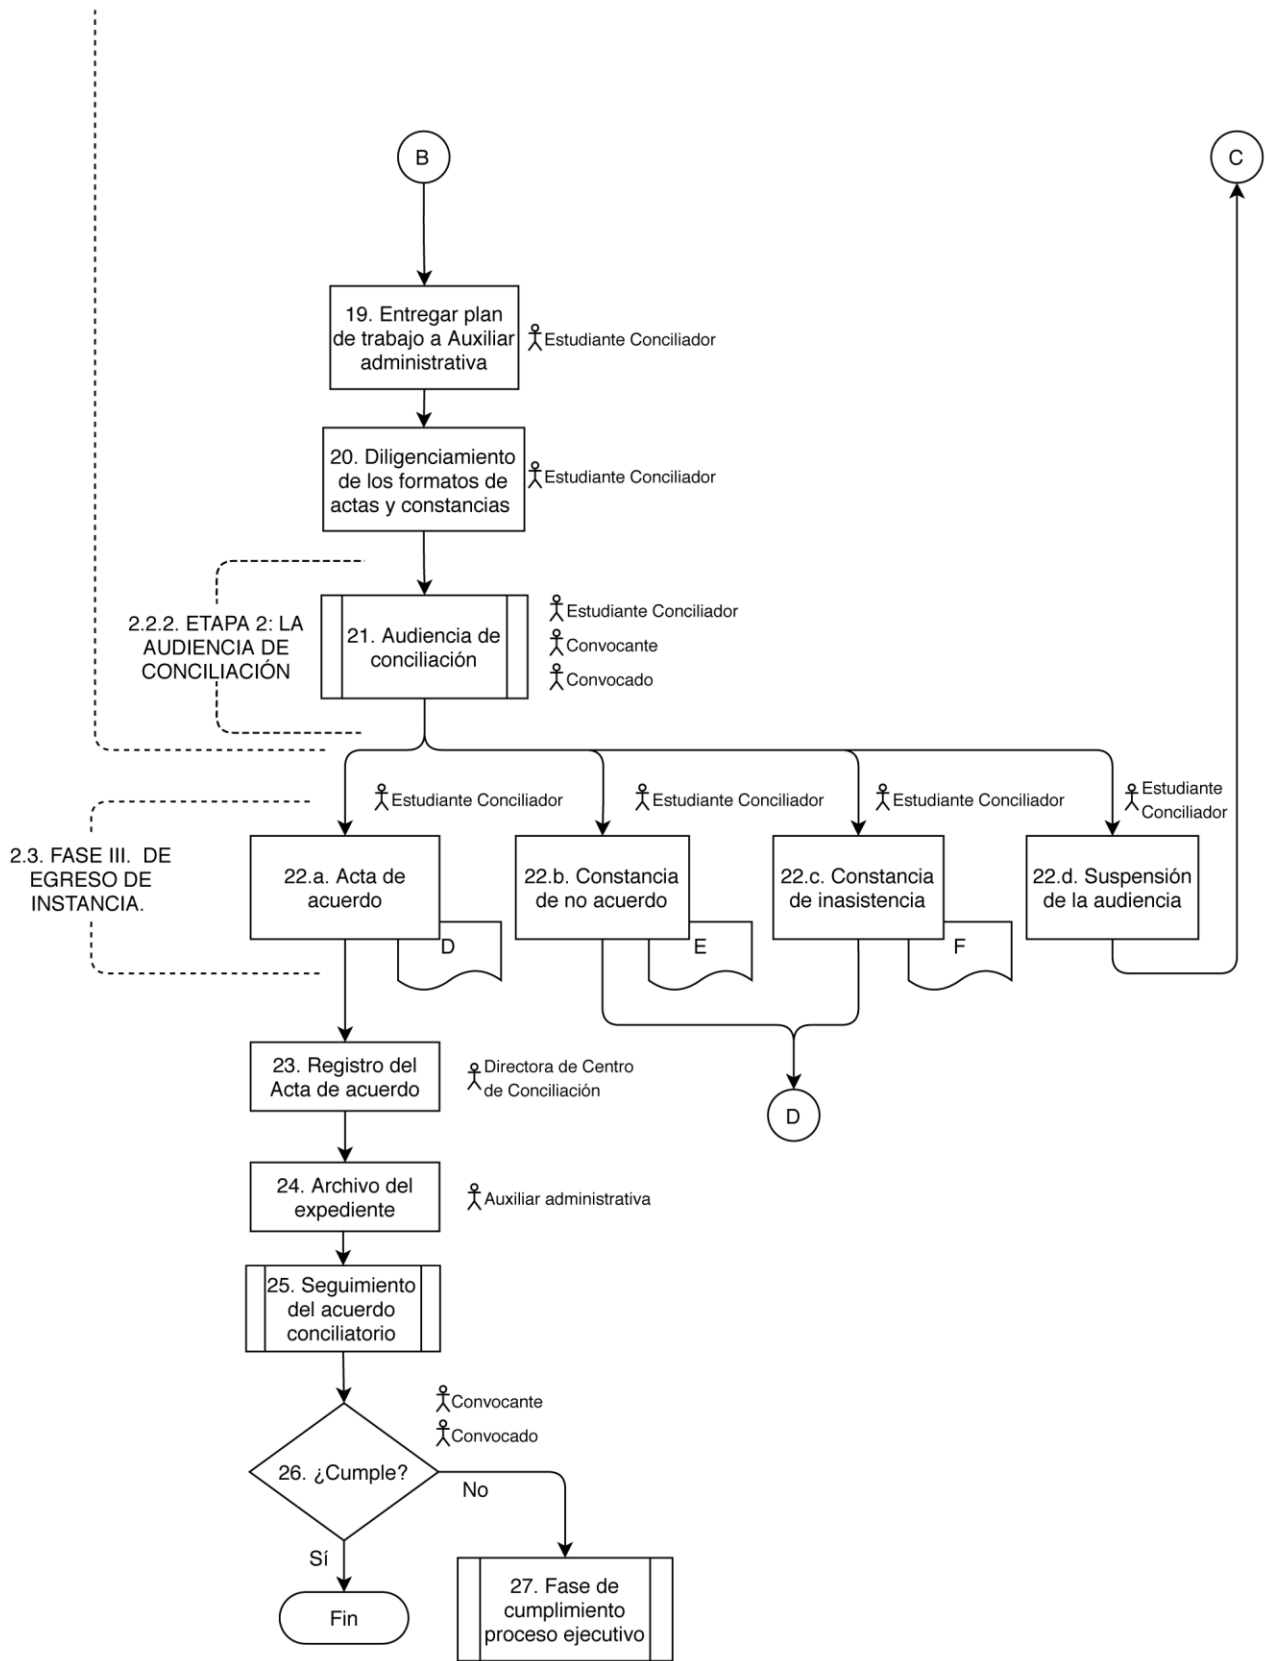 B
C
19. Entregar plan
de trabajo a Auxiliar
administrativa
Estudiante Conciliador
20. Diligenciamiento
de los formatos de
actas y constancias
Estudiante Conciliador
2.2.2. ETAPA 2: LA
AUDIENCIA DE
CONCILIACIÓN
21. Audiencia de
conciliación
Estudiante Conciliador
Convocante
Convocado
Estudiante Conciliador
Estudiante Conciliador
Estudiante Conciliador
Estudiante
Conciliador
2.3. FASE III. DE
EGRESO DE
INSTANCIA.
22.a. Acta de
acuerdo
D
22.b. Constancia
de no acuerdo
E
22.c. Constancia
de inasistencia
F
22.d. Suspensión
de la audiencia
23. Registro del
Acta de acuerdo
Directora de Centro
de Conciliación
D
24. Archivo del
expediente
Auxiliar administrativa
25. Seguimiento
del acuerdo
conciliatorio
Convocante
Convocado
26. ¿Cumple?
No
Sí
Fin
27. Fase de
cumplimiento
proceso ejecutivo